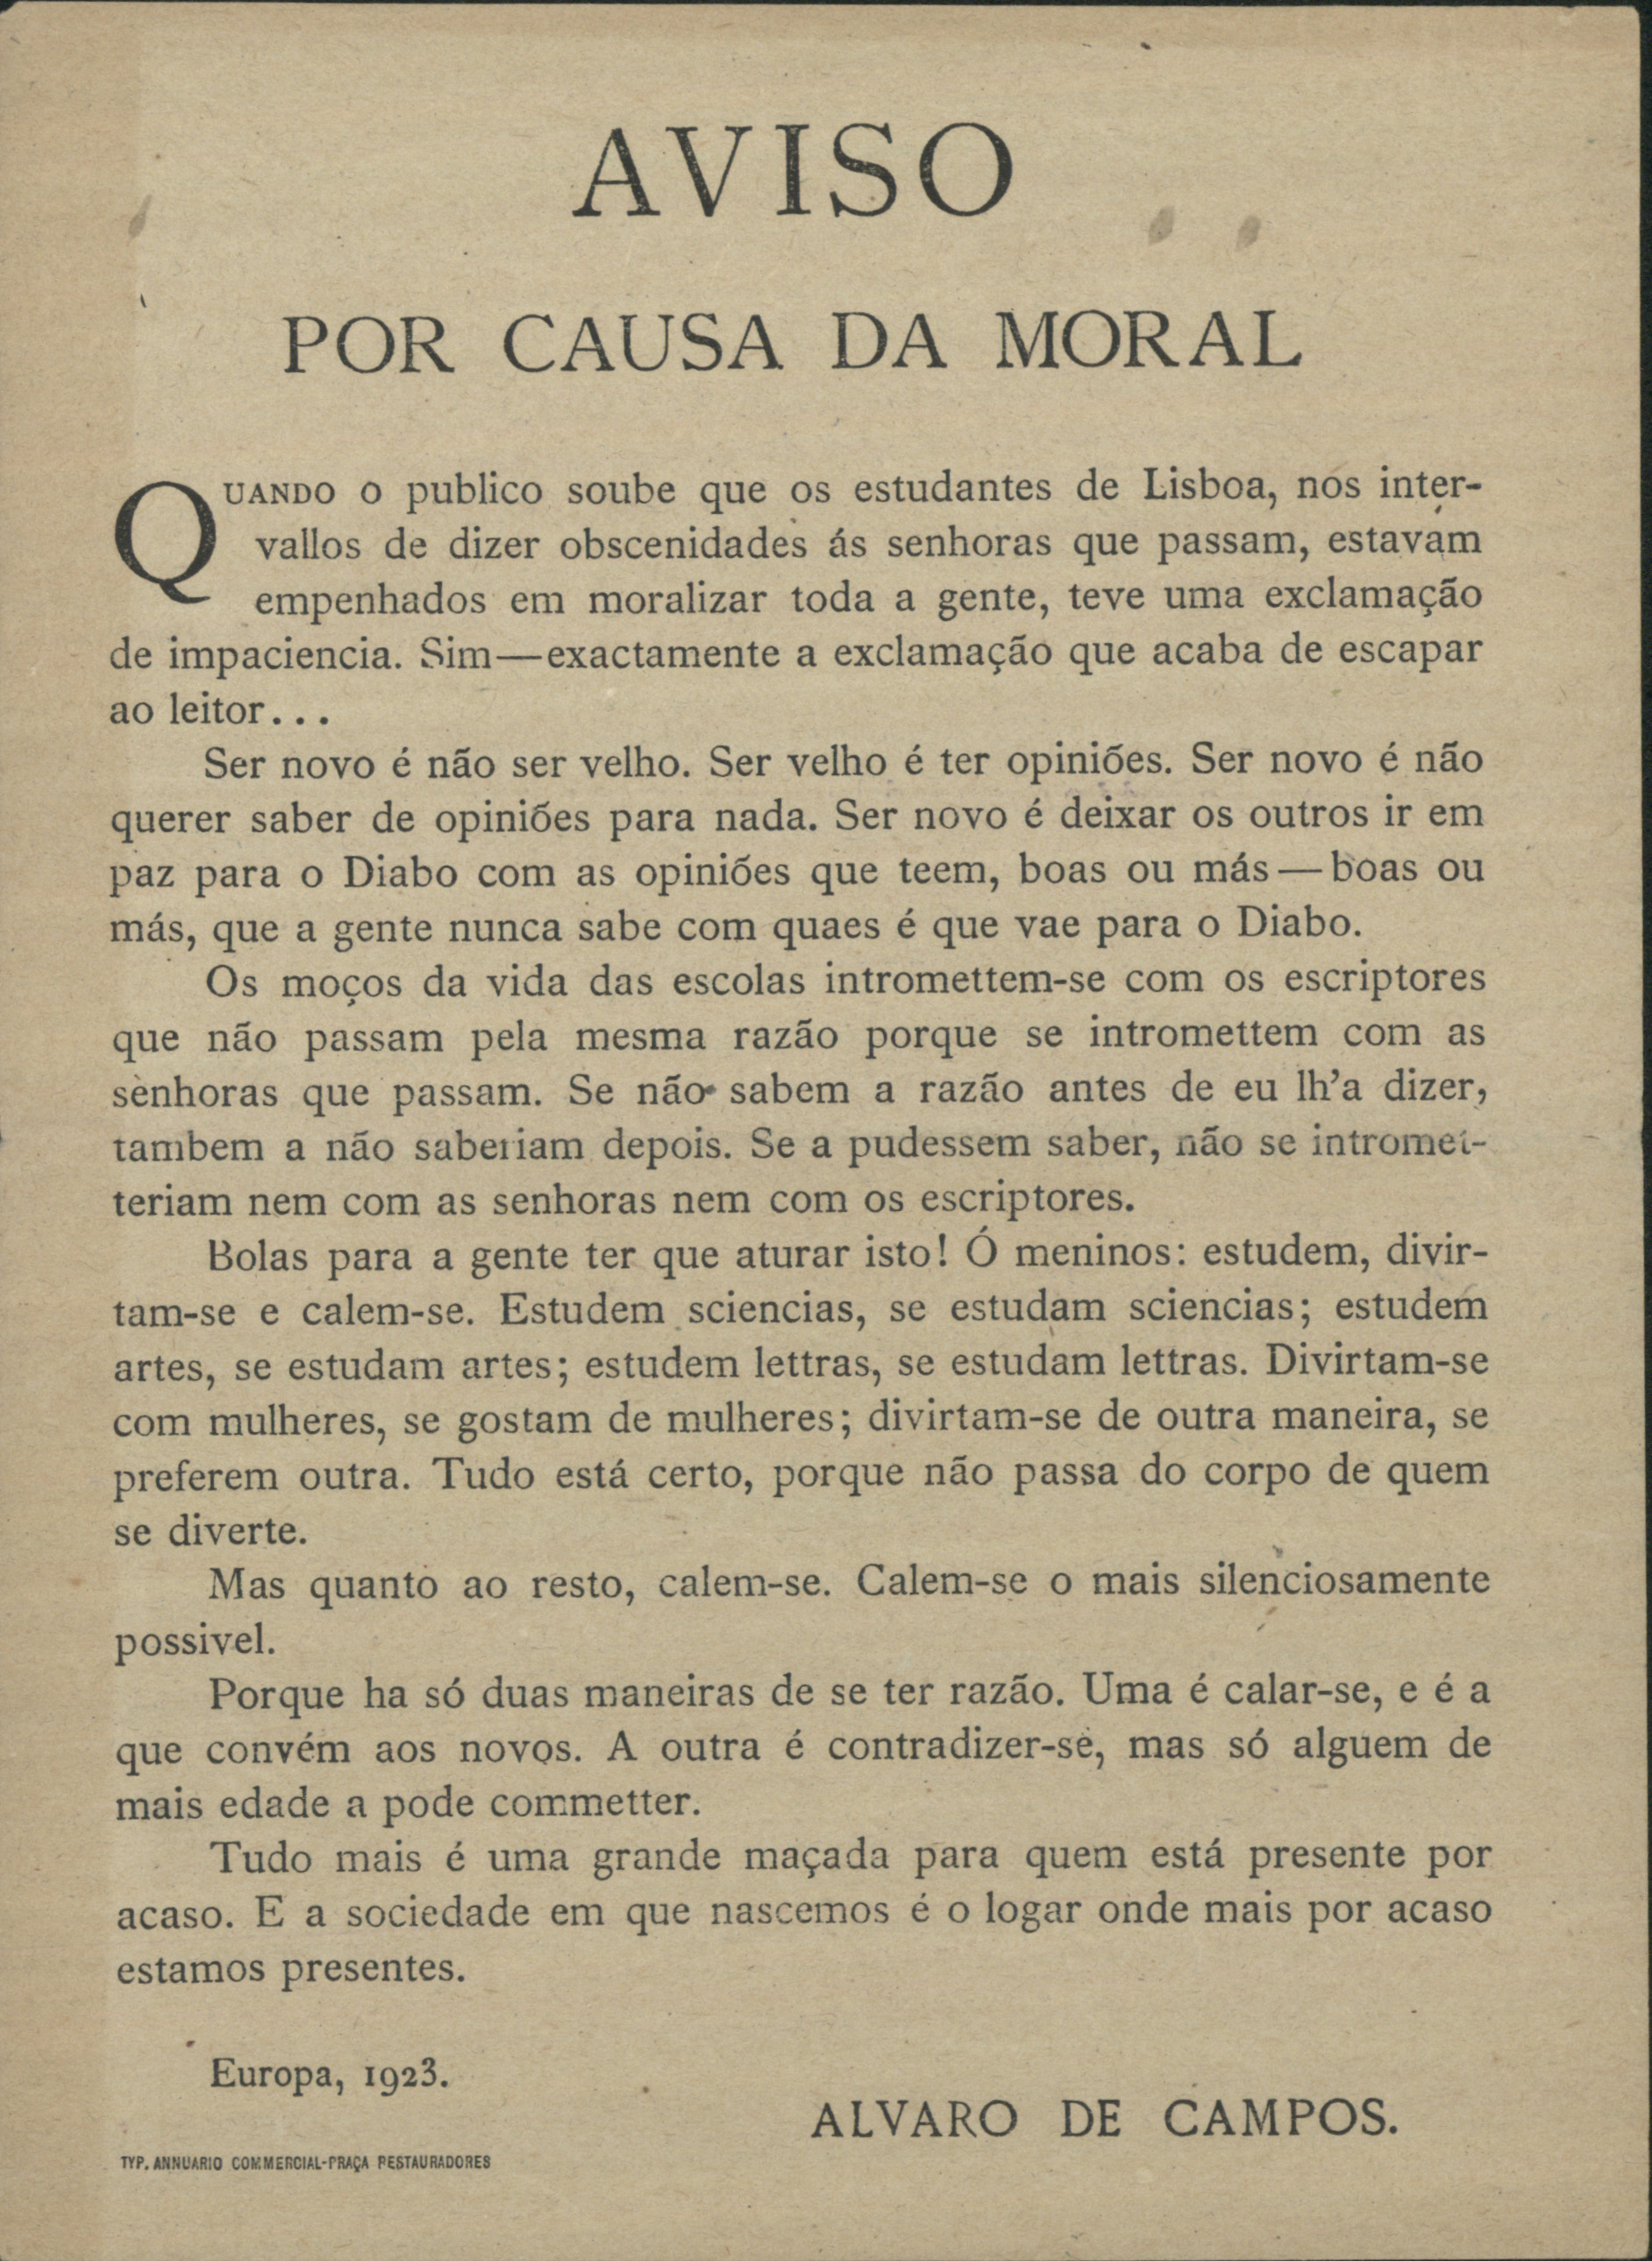 AVISO
POR CAUSA DA MORAL
QUANDO o publico soube que os estudantes de Lisboa, nos inter-
vallos de dizer obscenidades ás senhoras que passam, estavam
empenhados em moralizar toda a gente, teve uma exclamação
de impaciencia. Sim—exactamente a exclamação que acaba de escapar
ao leitor...
Ser novo é não ser velho. Ser velho é ter opiniões. Ser novo é não
querer saber de opiniões para nada. Ser novo é deixar os outros ir em
paz para o Diabo com as opiniões que teem, boas ou más—boas ou
más, que a gente nunca sabe com quaes é que vae para o Diabo.
Os moços da vida das escolas intromettem-se com os escriptores
que não passam pela mesma razão porque se intromettem com as
senhoras que passam. Se não sabem a razão antes de eu lh'a dizer,
tambem a não saberiam depois. Se a pudessem saber, não se intromet-
teriam nem com as senhoras nem com os escriptores.
Bolas para a gente ter que aturar isto! Ó meninos: estudem, divir-
tam-se e calem-se. Estudem sciencias, se estudam sciencias; estudem
artes, se estudam artes; estudem lettras, se estudam lettras. Divirtam-se
com mulheres, se gostam de mulheres; divirtam-se de outra maneira, se
preferem outra. Tudo está certo, porque não passa do corpo de quem
se diverte.
Mas quanto ao resto, calem-se. Calem-se o mais silenciosamente
possivel.
Porque ha só duas maneiras de se ter razão. Uma é calar-se, e é a
que convém aos novos. A outra é contradizer-se, mas só alguem de
mais edade a pode commetter.
Tudo mais é uma grande maçada para quem está presente por
acaso. E a sociedade em que nascemos é o logar onde mais por acaso
estamos presentes.
Europa, 1923.
ALVARO DE CAMPOS.
TYP. ANNUARIO COMMERCIAL-PRAÇA RESTAURADORES